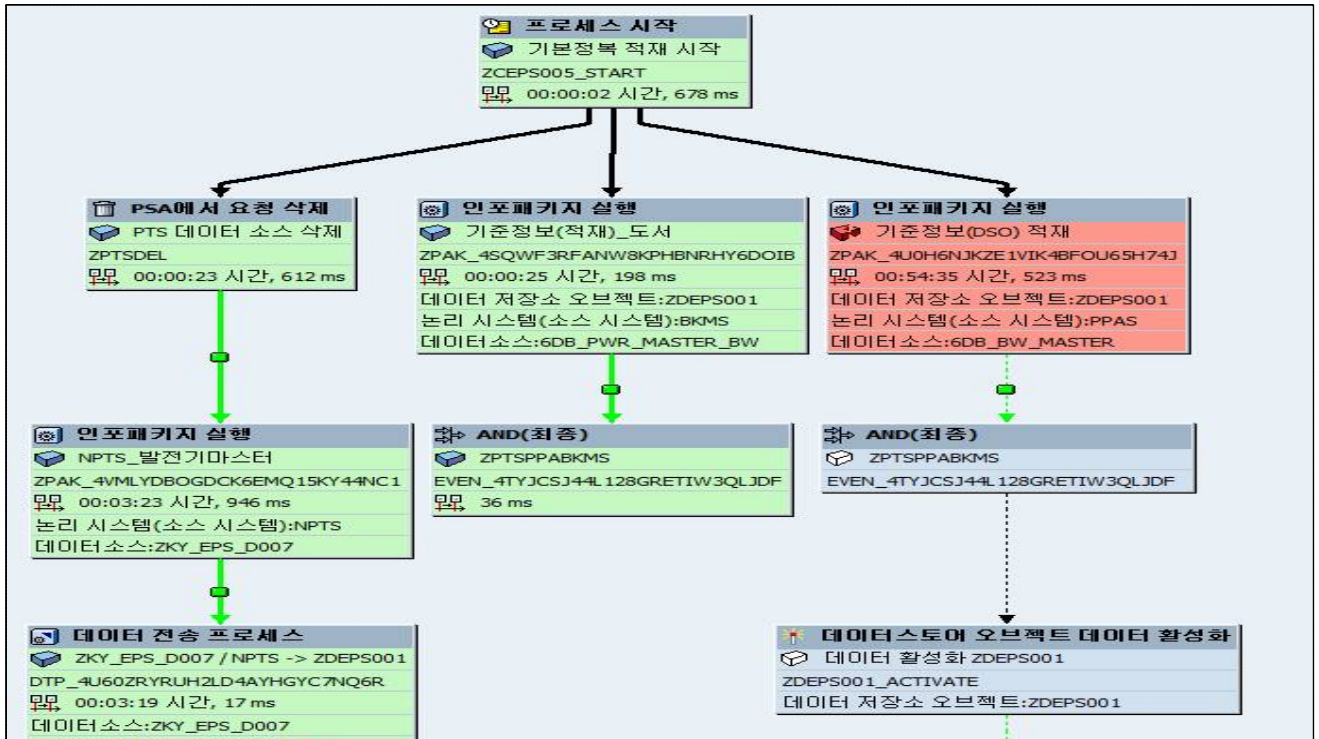 프로세스 시작
기본정복 적재 시작
ZCEPS005_START
00:00:02 시간, 678 ms
PSA에서 요청 삭제
PTS 데이터 소스 삭제
ZPTSDEL
00:00:23 시간, 612 ms
인포패키지 실행
기준정보(적재)_도서
ZPAK_4SQWF3RFANW8KPHBNRHY6DOIB
00:00:25 시간, 198 ms
데이터 저장소 오브젝트:ZDEPS001
논리 시스템(소스 시스템):BKMS
데이터소스:6DB_PWR_MASTER_BW
인포패키지 실행
기준정보(DSO) 적재
ZPAK_4U0H6NJKZE1VIK4BFOU65H74J
00:54:35 시간, 523 ms
데이터 저장소 오브젝트:ZDEPS001
논리 시스템(소스 시스템):PPAS
데이터소스:6DB_BW_MASTER
인포패키지 실행
NPTS_발전기마스터
ZPAK_4VMLYDBOGDCK6EMQ15KY44NC1
00:03:23 시간, 946 ms
논리 시스템(소스 시스템):NPTS
데이터소스:ZKY_EPS_D007
AND(최종)
ZPTSPPABKMS
EVEN_4TYJCSJ44L128GRETIW3QLJDF
36 ms
AND(최종)
ZPTSPPABKMS
EVEN_4TYJCSJ44L128GRETIW3QLJDF
데이터 전송 프로세스
ZKY_EPS_D007 / NPTS -> ZDEPS001
DTP_4U60ZRYRUH2LD4AYHGYC7NQ6R
00:03:19 시간, 17 ms
데이터소스:ZKY_EPS_D007
데이터스토어 오브젝트 데이터 활성화
데이터 활성화 ZDEPS001
ZDEPS001_ACTIVATE
데이터 저장소 오브젝트:ZDEPS001